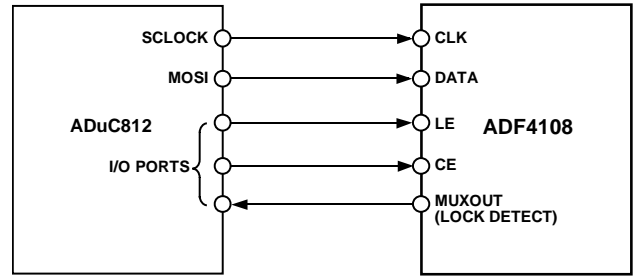 SCLOCK
MOSI
ADuC812
I/O PORTS
CLK
DATA
LE
ADF4108
CE
MUXOUT
(LOCK DETECT)